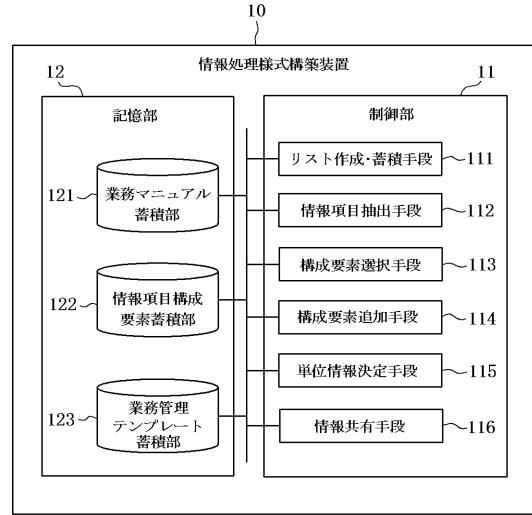 10
情報処理様式構築装置
12
記憶部
121
業務マニュアル
蓄積部
122
情報項目構成
要素蓄積部
123
業務管理
テンプレート
蓄積部
11
制御部
リスト作成・蓄積手段
111
情報項目抽出手段
112
構成要素選択手段
113
構成要素追加手段
114
単位情報決定手段
115
情報共有手段
116